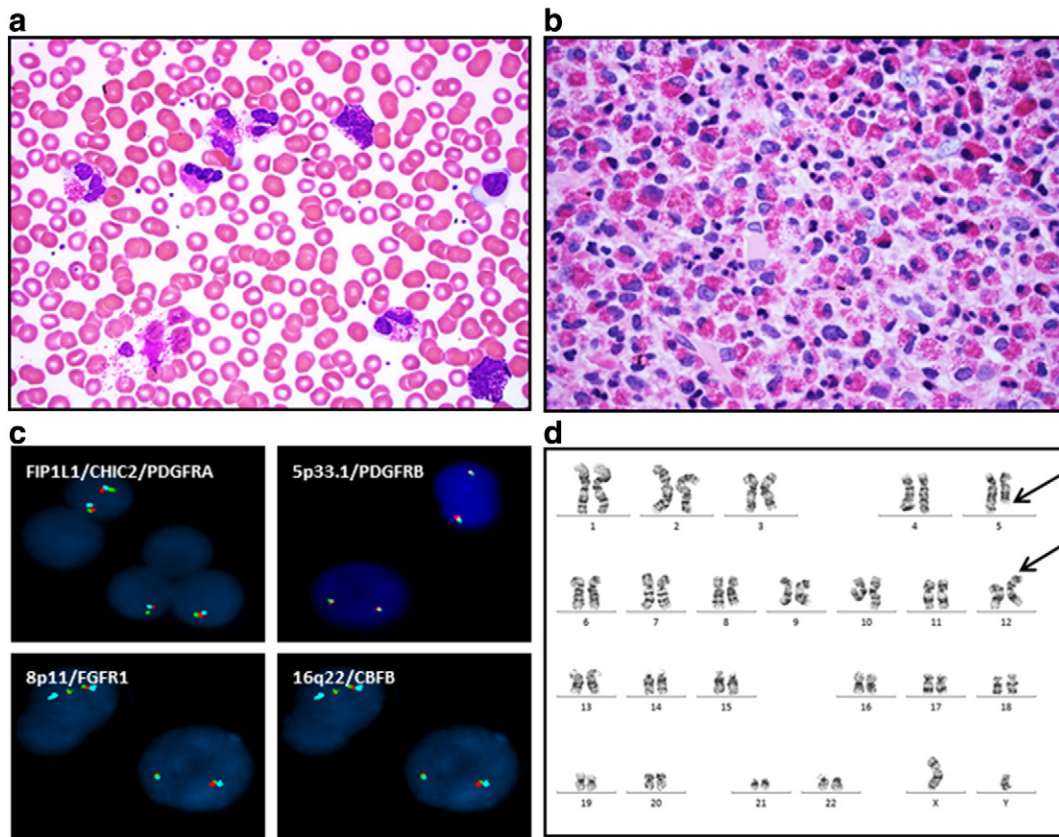 a
b
c
FIP1L1/CHIC2/PDGFRA
5p33.1/PDGFRB
8p11/FGFR1
16q22/CBFB
d
1 2 3 4 5
6 7 8 9 10 11 12
13 14 15 16 17 18
19 20 21 22 X Y